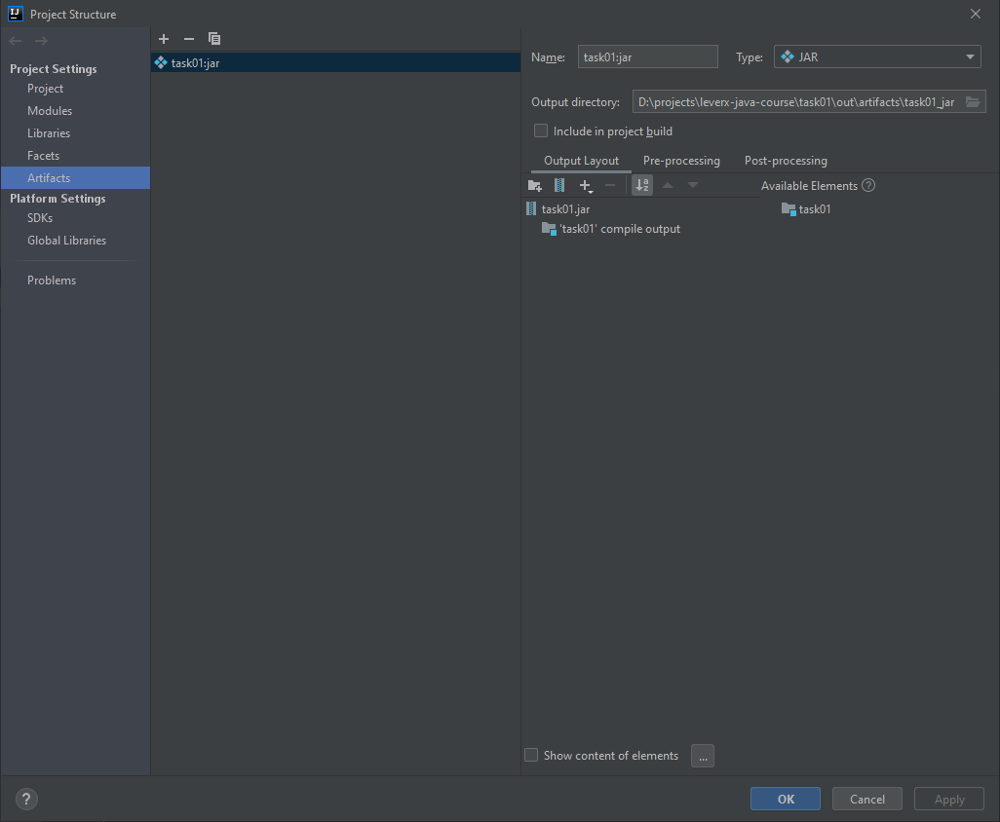 Project Structure
Project Settings
Project
Modules
Libraries
Facets
Artifacts
Platform Settings
SDKs
Global Libraries
Problems
task01:jar
Name: task01:jar Type: JAR
Output directory: D:\projects\leverx-java-course\task01\out\artifacts\task01_jar
Include in project build
Output Layout Pre-processing Post-processing
Available Elements ?
task01.jar
'task01' compile output
task01
Show content of elements ...
? OK Cancel Apply